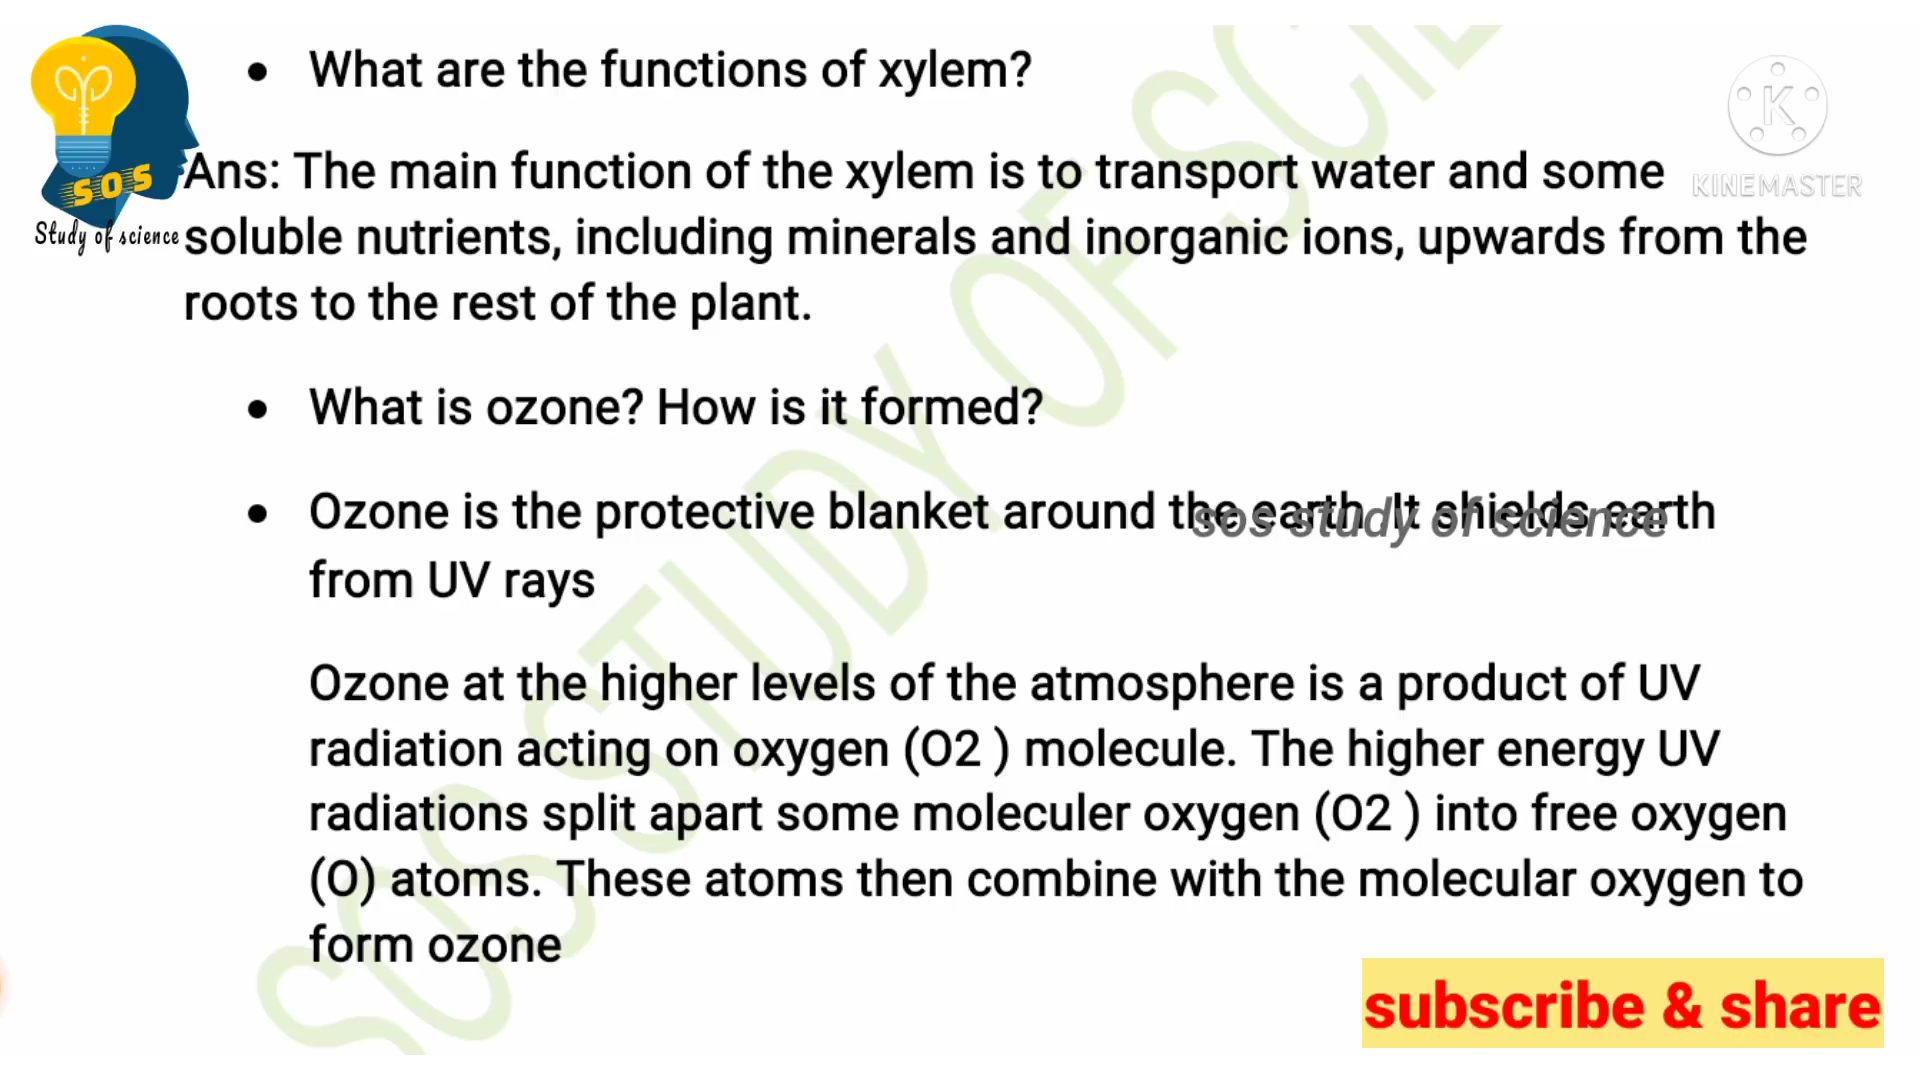 What are the functions of xylem?
Ans: The main function of the xylem is to transport water and some
soluble nutrients, including minerals and inorganic ions, upwards from the
roots to the rest of the plant.
What is ozone? How is it formed?
Ozone is the protective blanket around the earth It shields earth
from UV rays
Ozone at the higher levels of the atmosphere is a product of UV
radiation acting on oxygen (O2 ) molecule. The higher energy UV
radiations split apart some moleculer oxygen (O2 ) into free oxygen
(O) atoms. These atoms then combine with the molecular oxygen to
form ozone
SOS
Study of science
K
KINEMASTER
sos study of science
SOS STUDY OF SCIE
subscribe & share